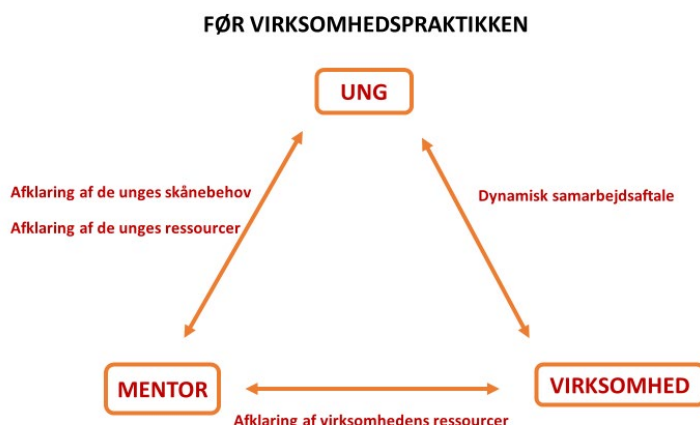 FØR VIRKSOMHEDSPRAKTIKKEN
UNG
Afklaring af de unges skånebehov
Dynamisk samarbejdsaftale
Afklaring af de unges ressourcer
MENTOR
VIRKSOMHED
Afklaring af virksomhedens ressourcer